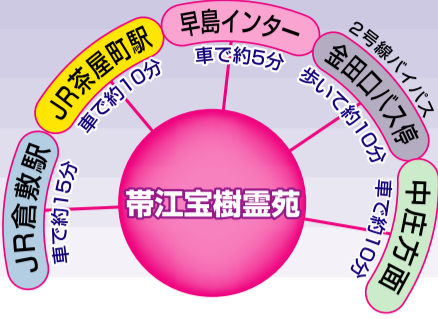 JR倉敷駅
車で約15分
JR茶屋町駅
車で約10分
早島インター
車で約5分
2号線バイパス
金田口バス停
歩いて約10分
中庄方面
車で約10分
帯江宝樹霊苑